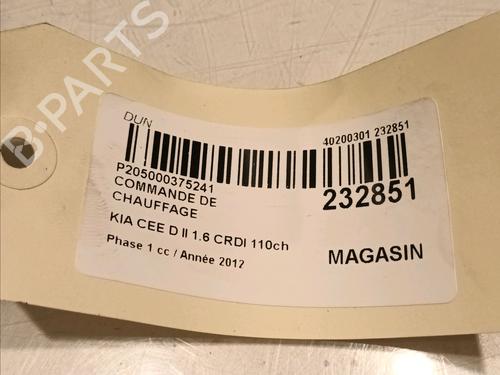 DUN
40200301 232851
P205000375241
232851
COMMANDE DE
CHAUFFAGE
KIA CEE D II 1.6 CRDI 110ch
Phase 1 cc / Année 2012
MAGASIN
B-PARTS